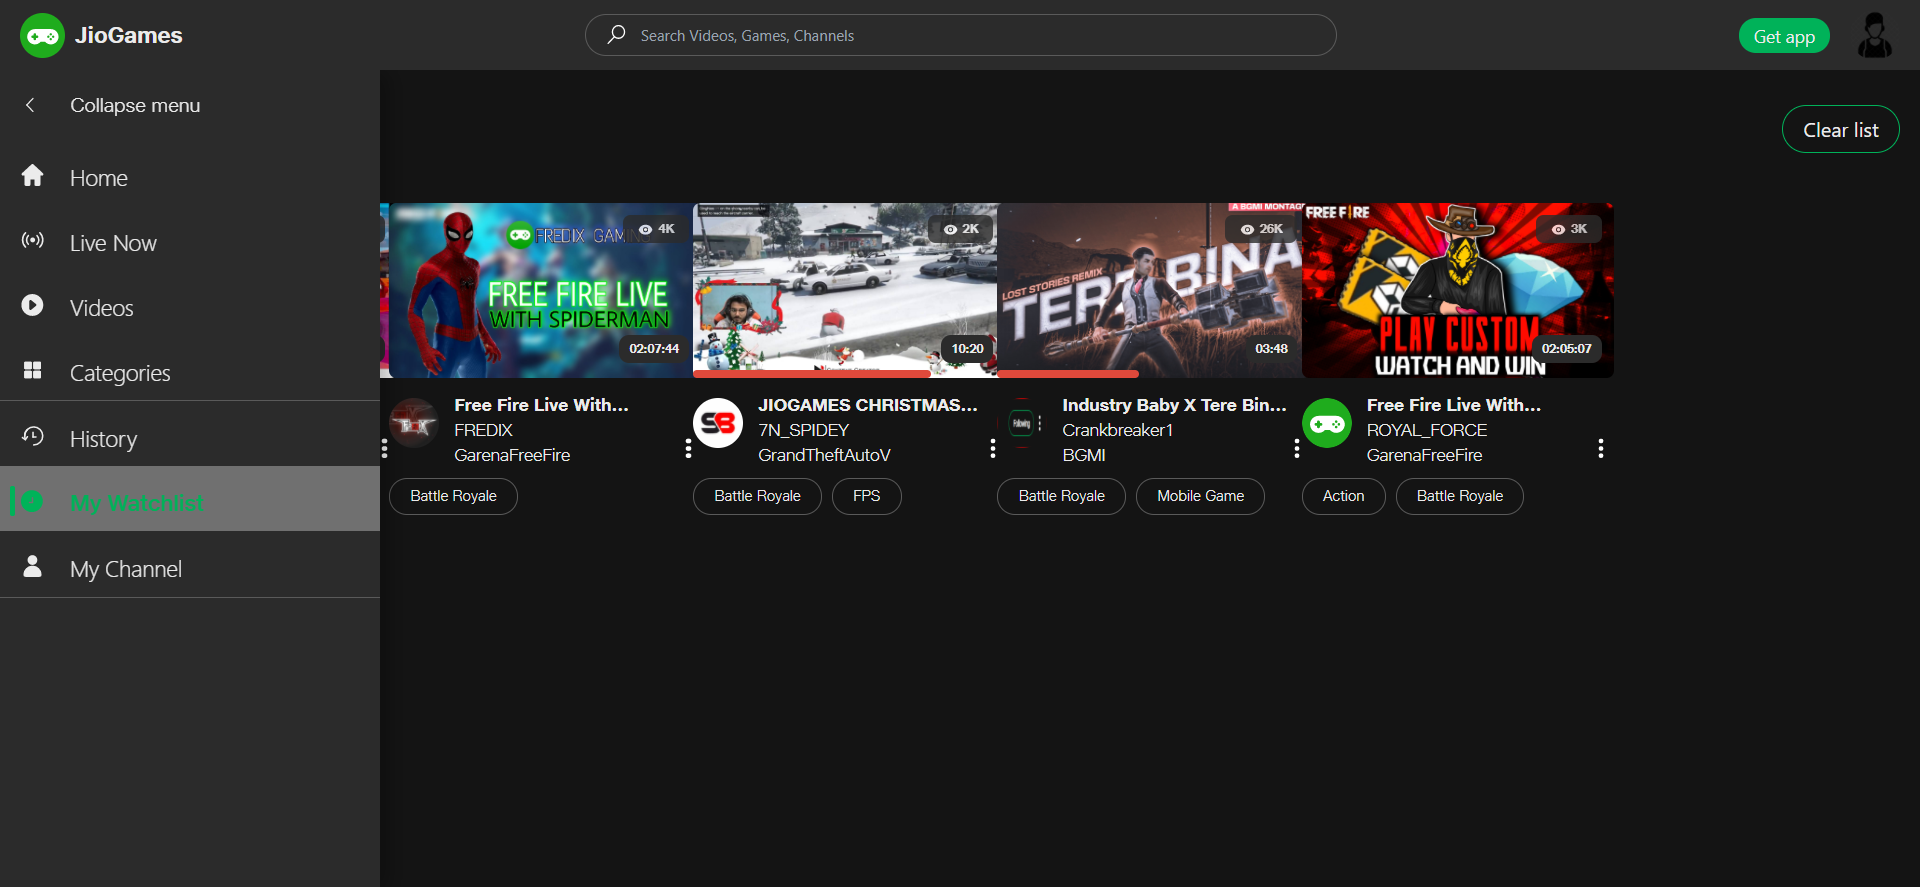 JioGames
Search Videos, Games, Channels
Get app
Collapse menu
Home
Live Now
Videos
Categories
History
My Watchlist
My Channel
Clear list
4K
FREDIX GAMING
FREE FIRE LIVE
WITH SPIDERMAN
02:07:44
Free Fire Live With...
FREDIX
GarenaFreeFire
Battle Royale
2K
10:20
SB
JIOGAMES CHRISTMAS...
7N_SPIDEY
GrandTheftAutoV
Battle Royale
FPS
A BGMI MONTAG
26K
LOST STORIES REMIX
TERE BINA
03:48
Following
Industry Baby X Tere Bin...
Crankbreaker1
BGMI
Battle Royale
Mobile Game
FREE FIRE
3K
PLAY CUSTOM
WATCH AND WIN
02:05:07
Free Fire Live With...
ROYAL_FORCE
GarenaFreeFire
Action
Battle Royale